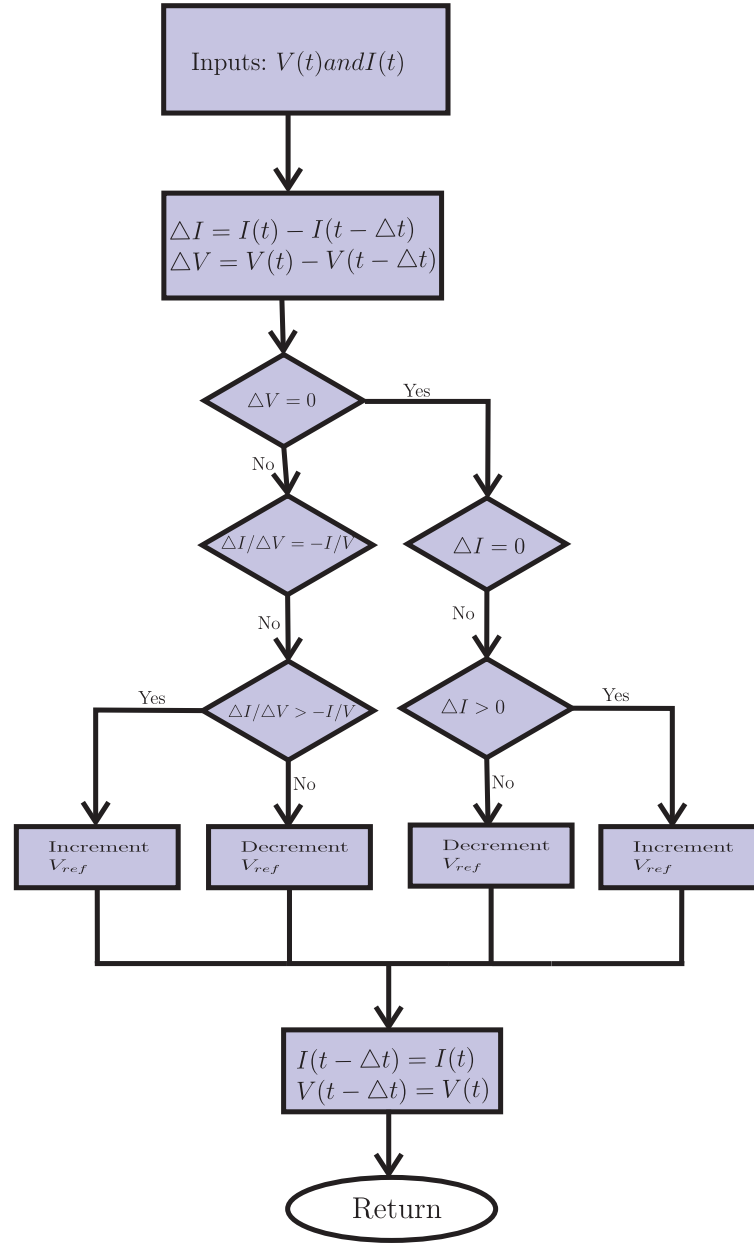 Inputs: V(t)andI(t)
△I = I(t) − I(t − △t)
△V = V(t) − V(t − △t)
△V = 0
Yes
No
△I/△V = −I/V
△I = 0
No
No
△I/△V > −I/V
△I > 0
Yes
Yes
No
No
Increment
V_ref
Decrement
V_ref
Decrement
V_ref
Increment
V_ref
I(t − △t) = I(t)
V(t − △t) = V(t)
Return